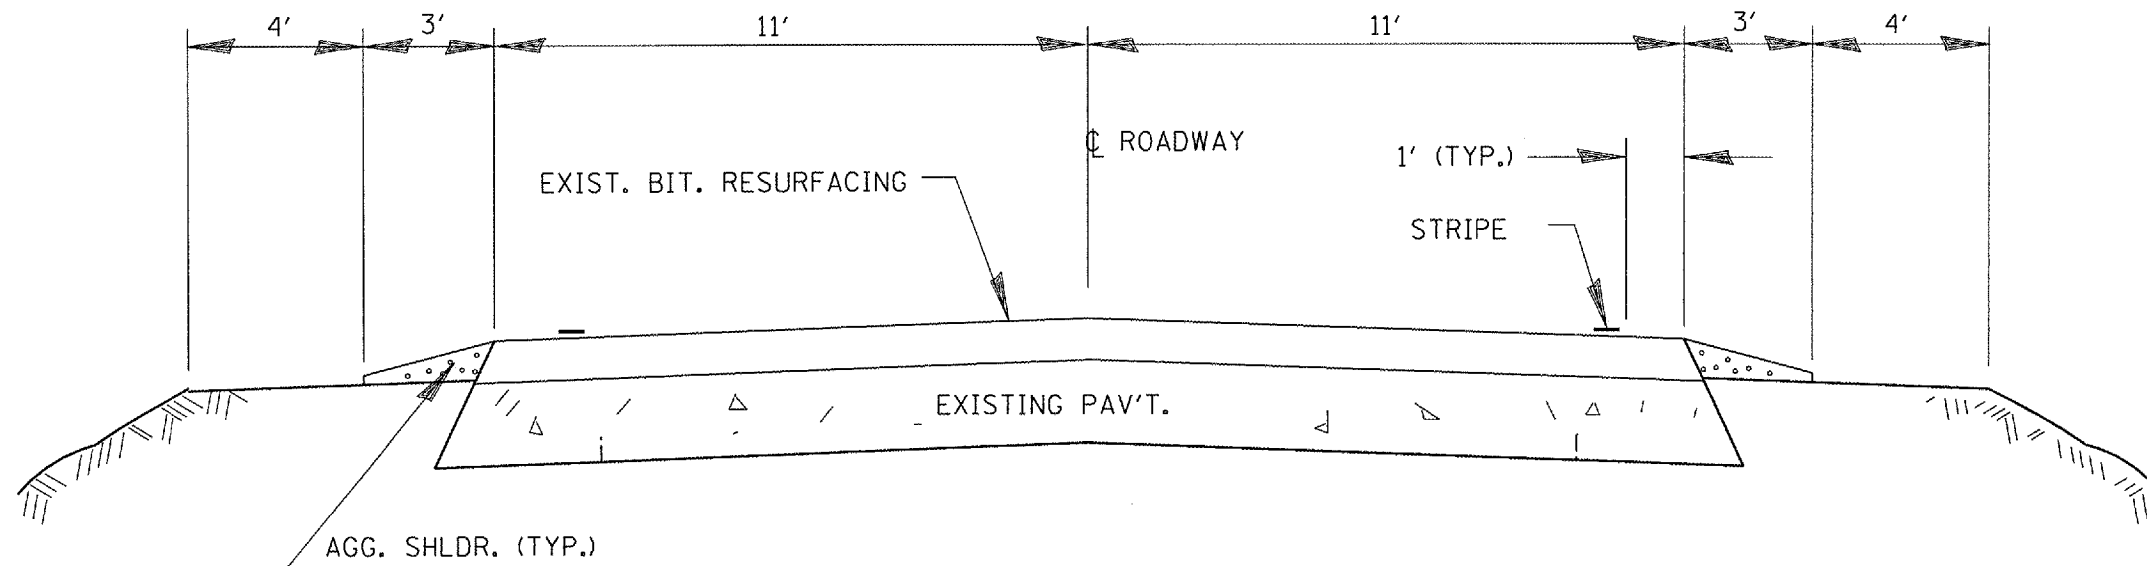 4' 3' 11' 11' 3' 4'
℄ ROADWAY
1' (TYP.)
EXIST. BIT. RESURFACING
STRIPE
EXISTING PAV'T.
AGG. SHLDR. (TYP.)